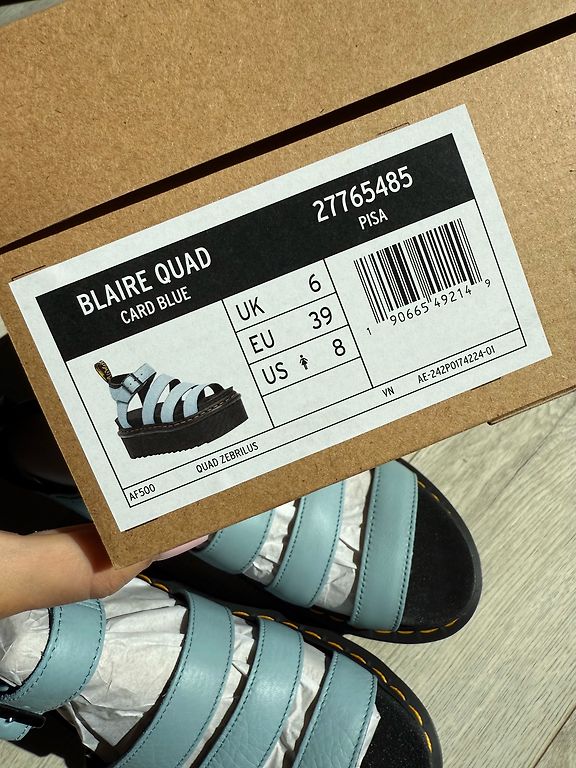 BLAIRE QUAD
CARD BLUE
27765485
PISA
UK 6
EU 39
US 8
1 90665 49214 9
VN AE-242P0174224-01
AF500 QUAD ZEBRILUS